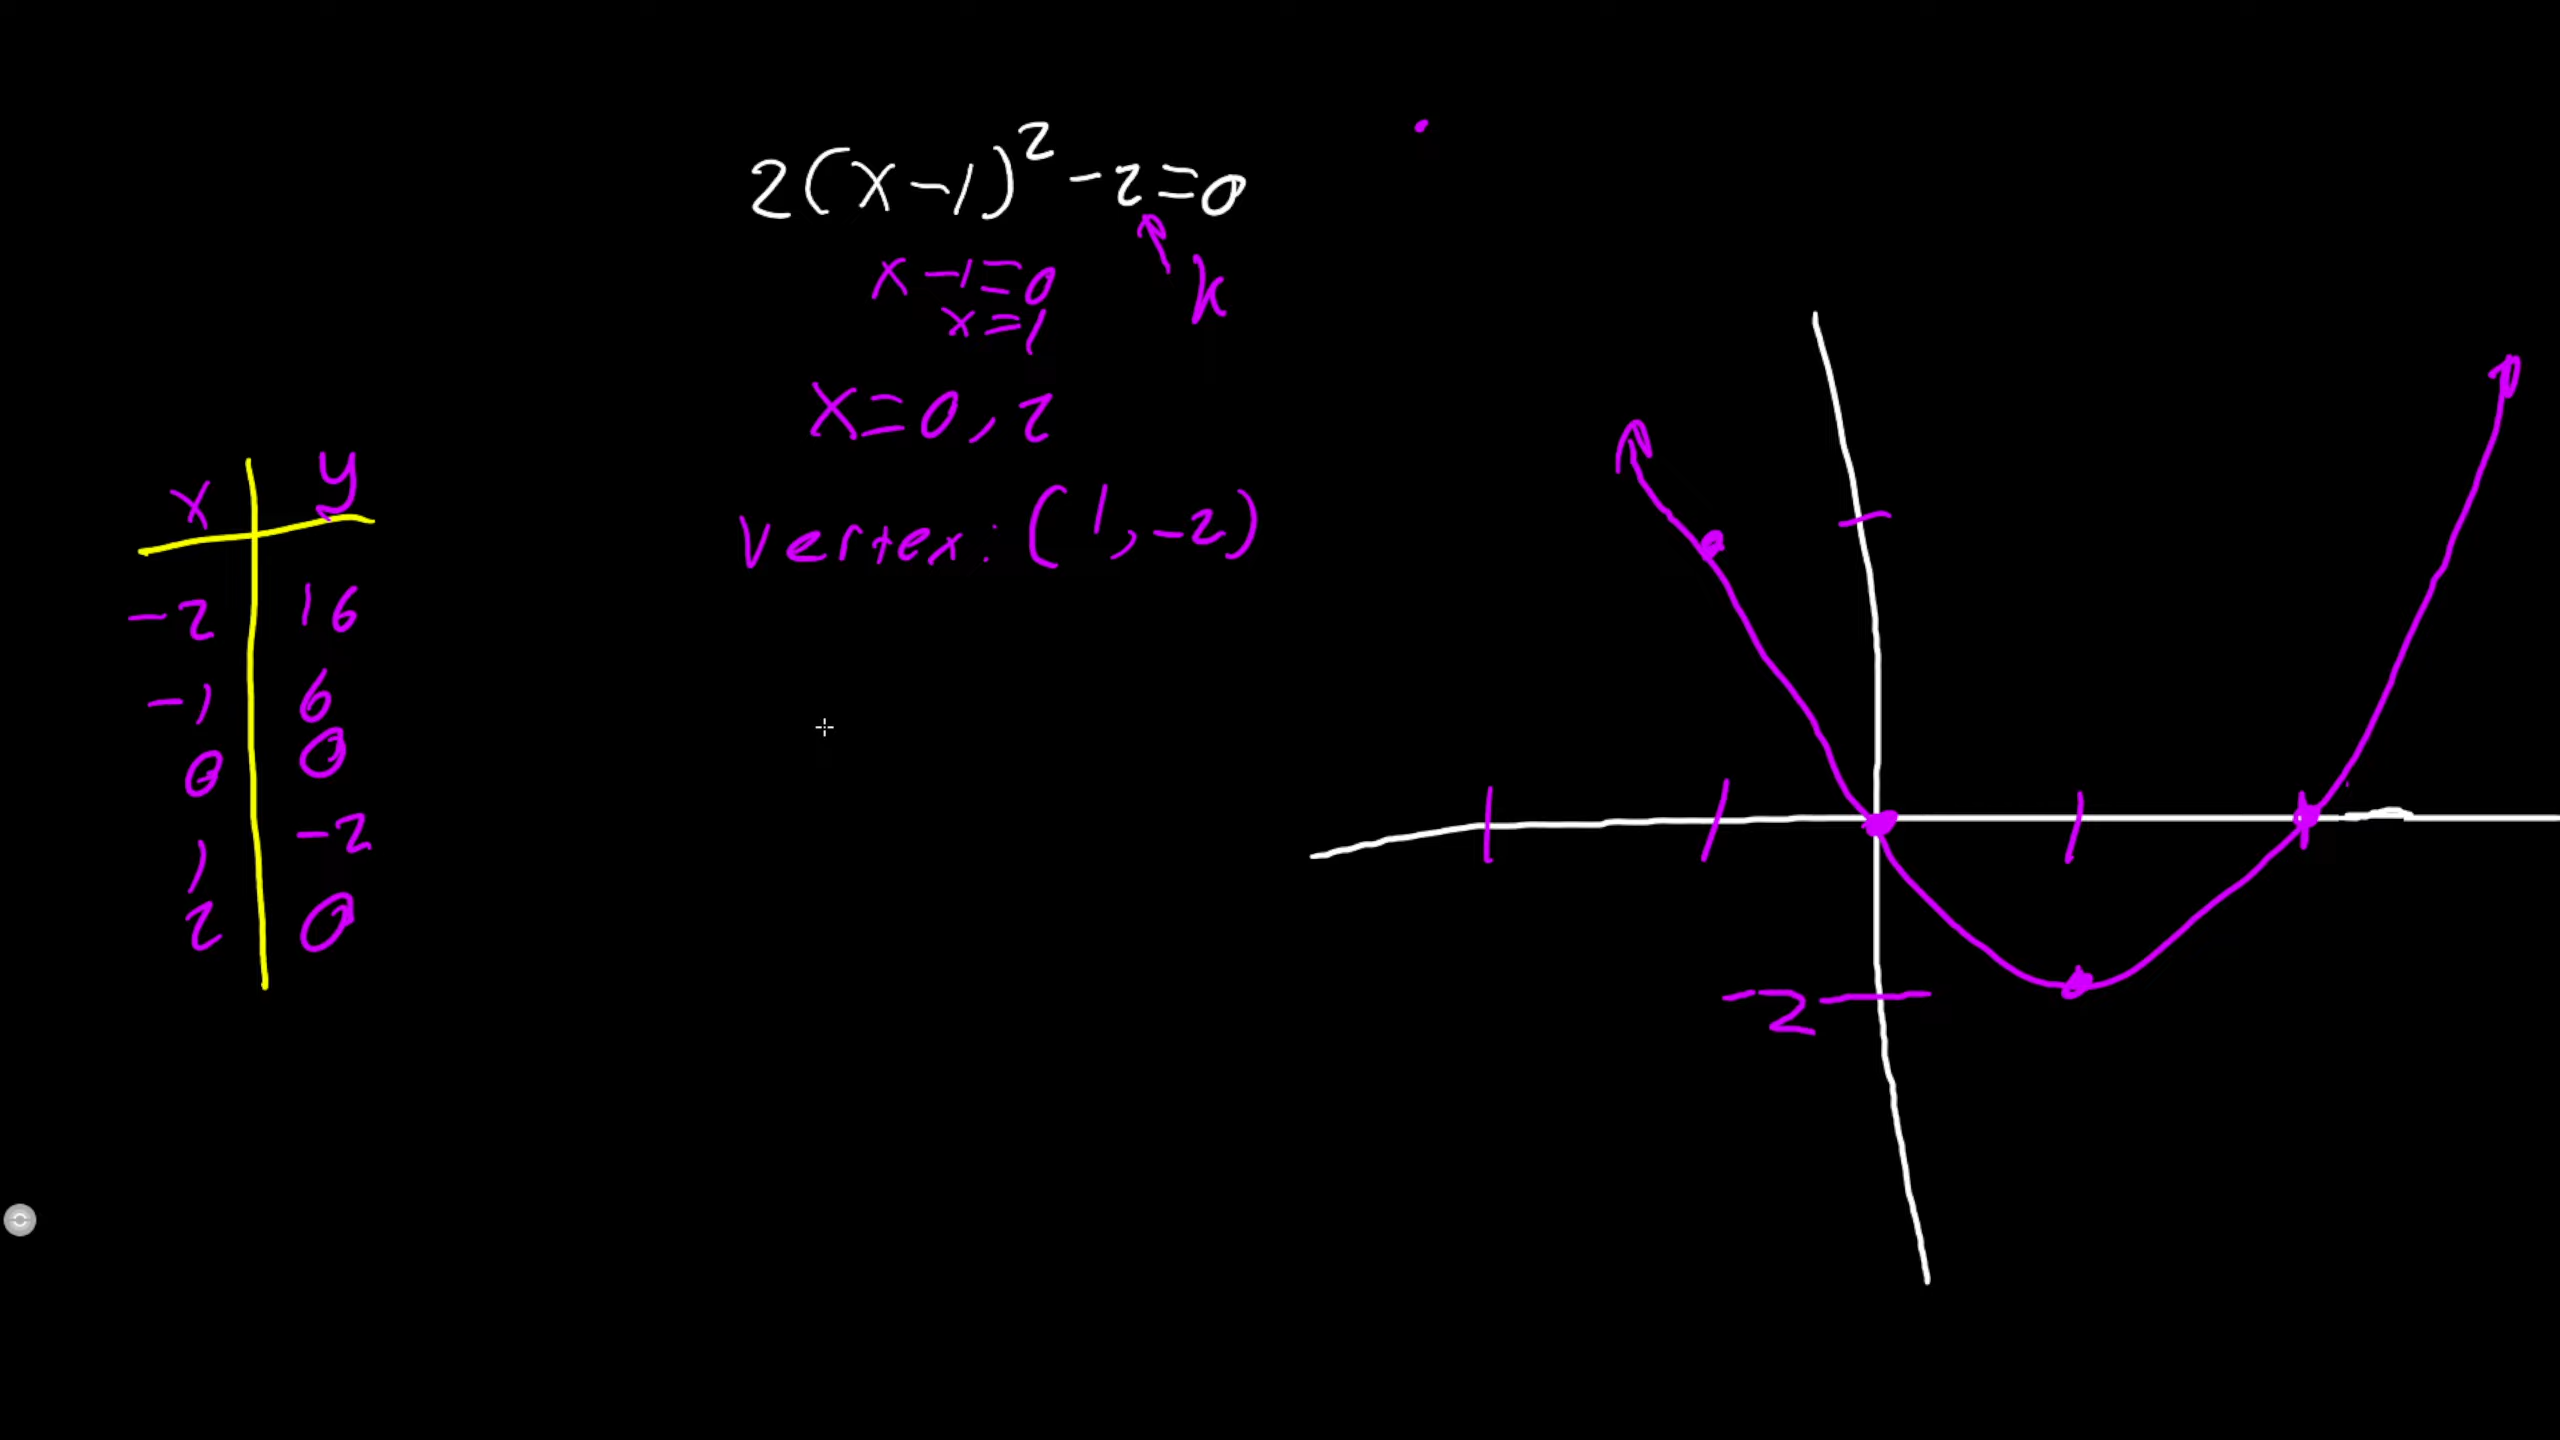 2(x-1)²-2=0
x-1=0
k
x=1
x=0,2
vertex: (1,-2)
x y
-2 16
-1 6
0 0
1 -2
2 0
-2